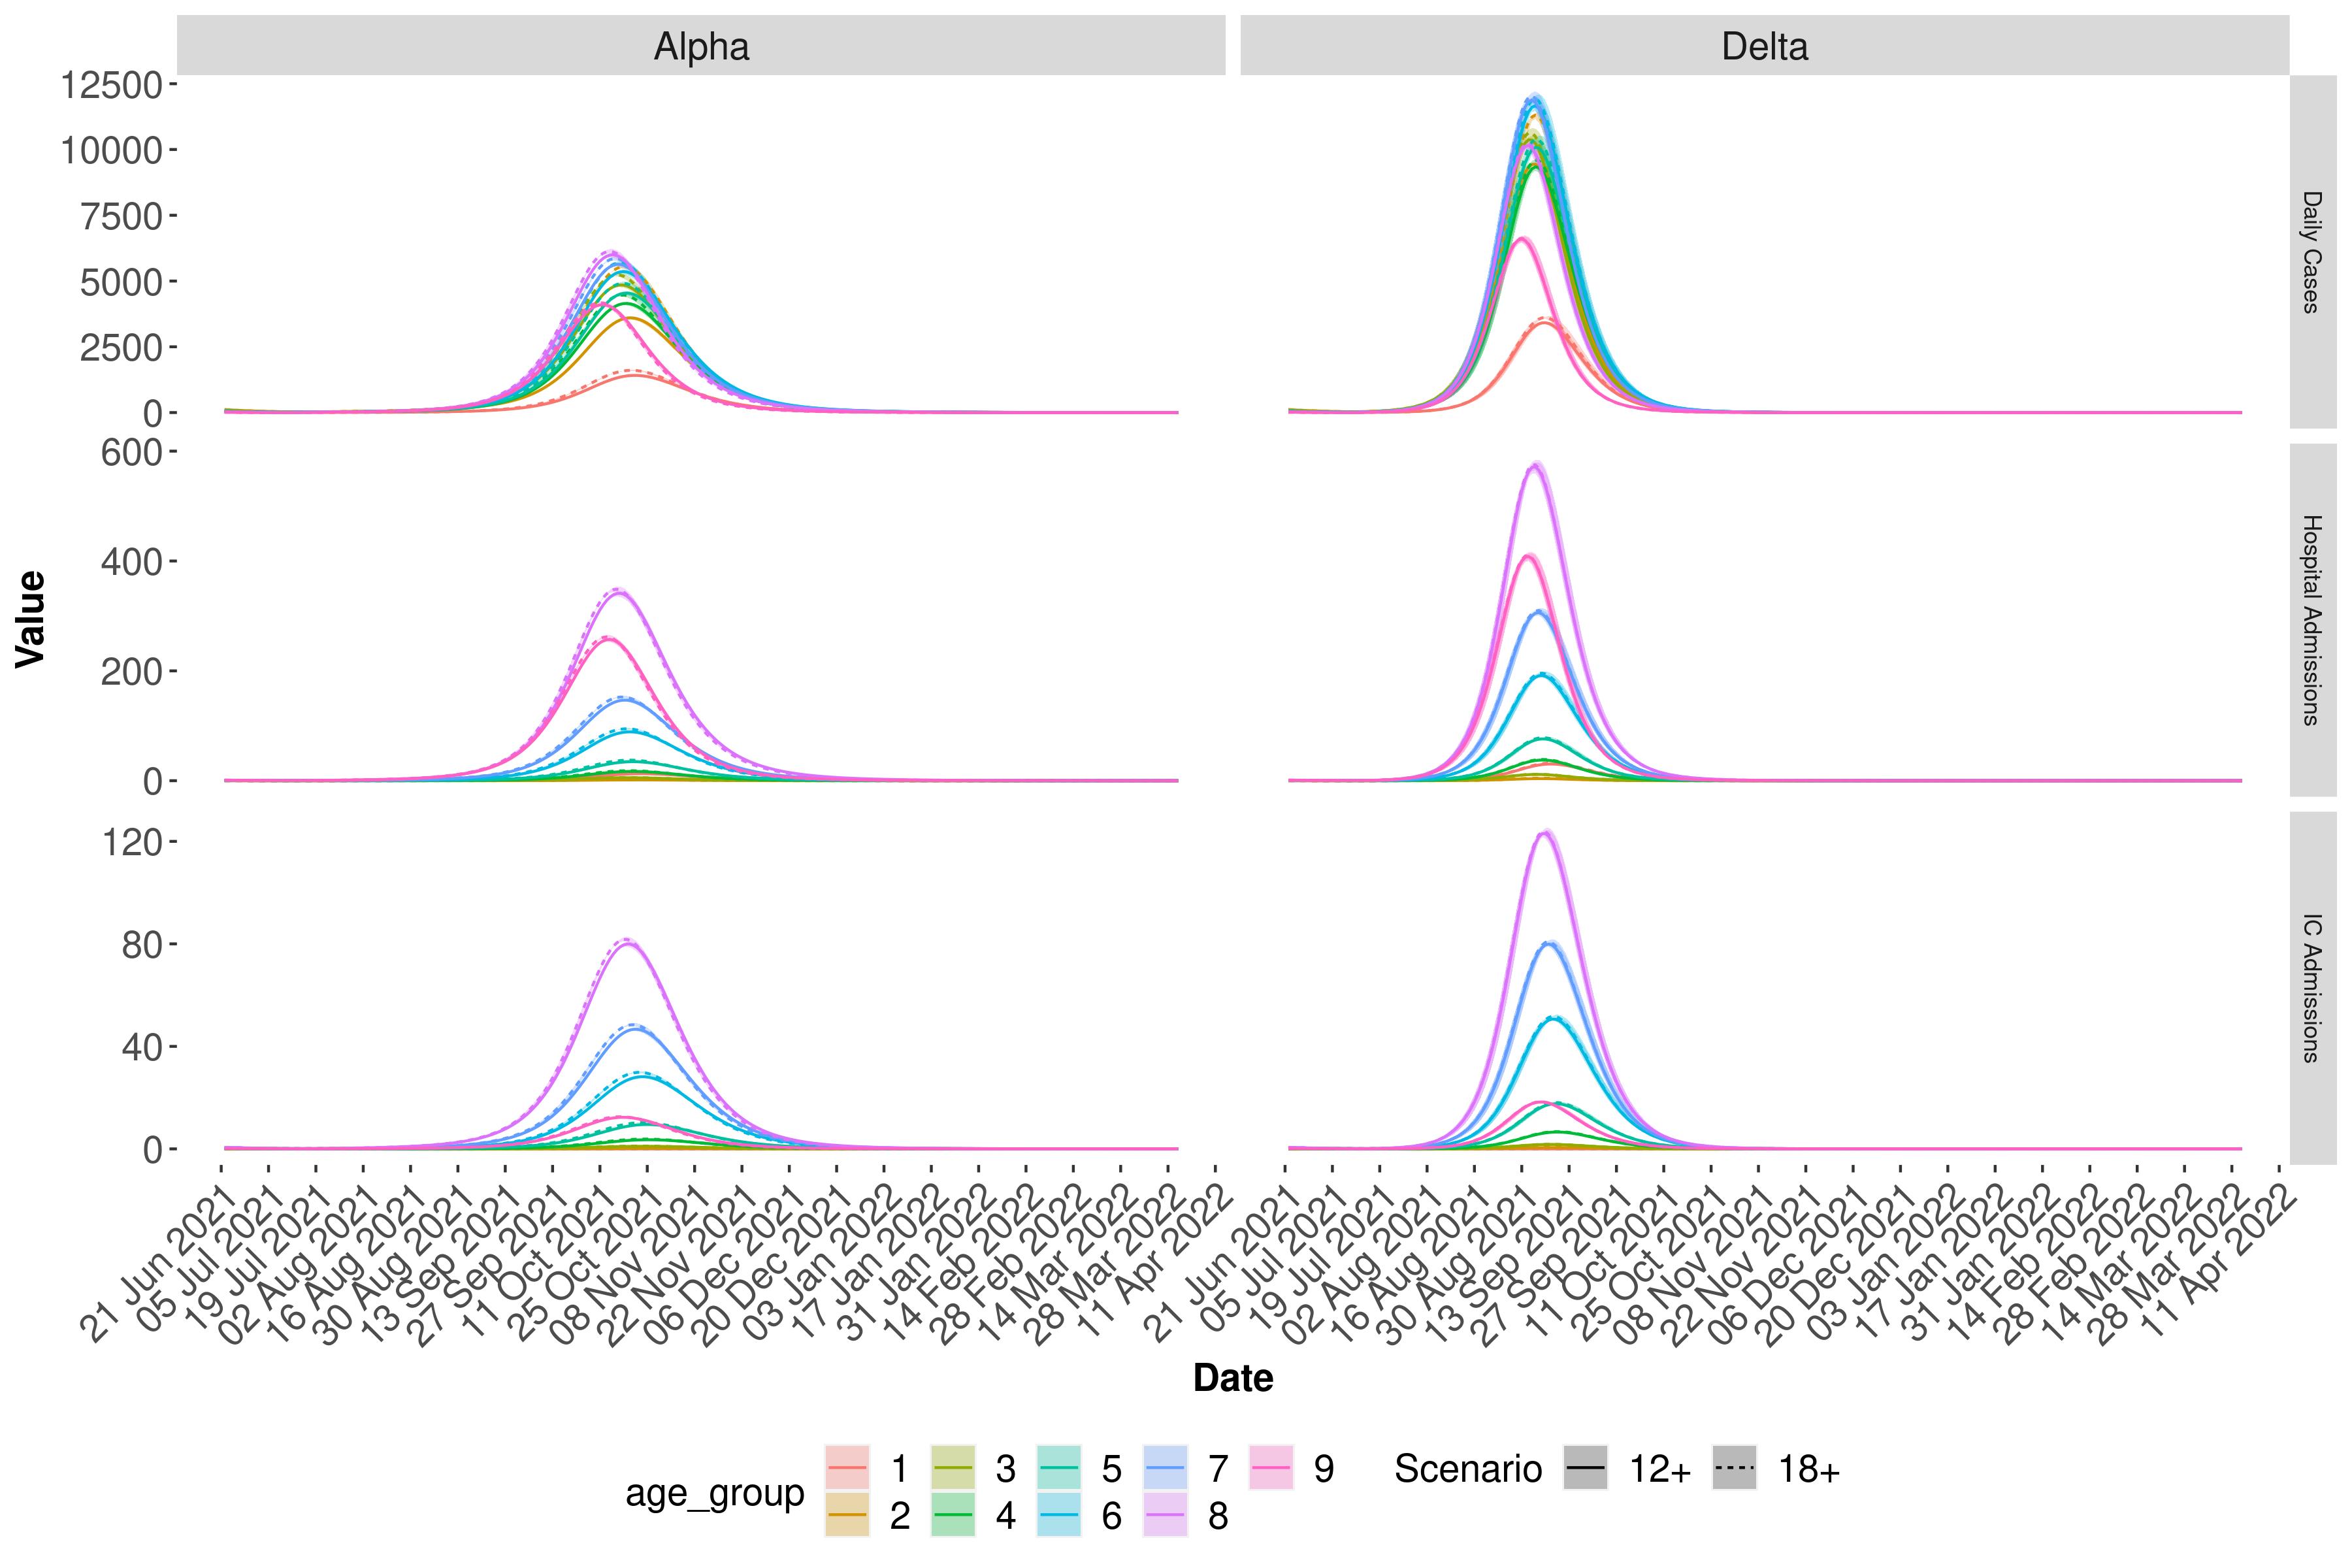 Alpha
Delta
12500
10000
7500
5000
2500
0
Daily Cases
600
400
200
0
Hospital Admissions
120
80
40
0
IC Admissions
Value
21 Jun 2021
05 Jul 2021
19 Jul 2021
02 Aug 2021
16 Aug 2021
30 Aug 2021
13 Sep 2021
27 Sep 2021
11 Oct 2021
25 Oct 2021
08 Nov 2021
22 Nov 2021
06 Dec 2021
20 Dec 2021
03 Jan 2022
17 Jan 2022
31 Jan 2022
14 Feb 2022
28 Feb 2022
14 Mar 2022
28 Mar 2022
11 Apr 2022
21 Jun 2021
05 Jul 2021
19 Jul 2021
02 Aug 2021
16 Aug 2021
30 Aug 2021
13 Sep 2021
27 Sep 2021
11 Oct 2021
25 Oct 2021
08 Nov 2021
22 Nov 2021
06 Dec 2021
20 Dec 2021
03 Jan 2022
17 Jan 2022
31 Jan 2022
14 Feb 2022
28 Feb 2022
14 Mar 2022
28 Mar 2022
11 Apr 2022
Date
age_group
1 3 5 7 9
2 4 6 8
Scenario 12+ 18+